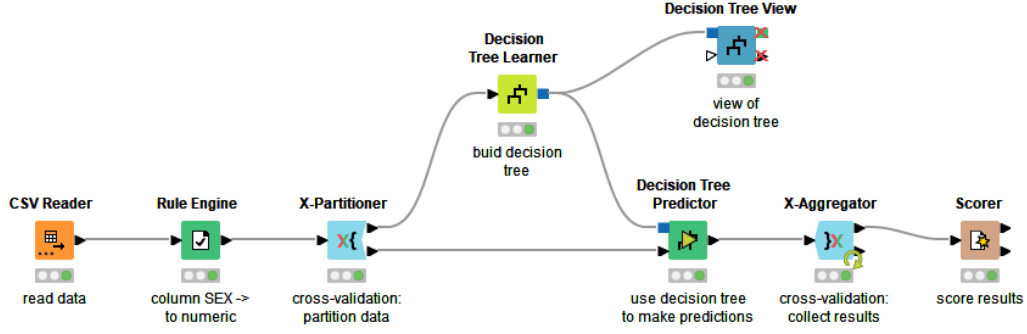 Decision Tree View
Decision
Tree Learner
view of
decision tree
buid decision
tree
CSV Reader
Rule Engine
X-Partitioner
Decision Tree
Predictor
X-Aggregator
Scorer
read data
column SEX ->
to numeric
cross-validation:
partition data
use decision tree
to make predictions
cross-validation:
collect results
score results